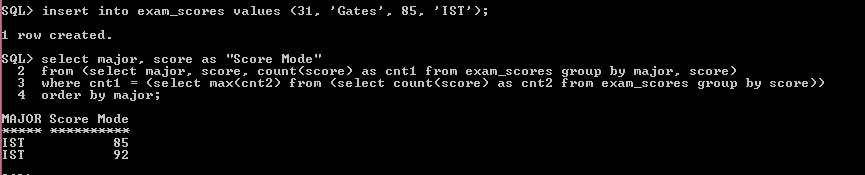 SQL> insert into exam_scores values (31, 'Gates', 85, 'IST');
1 row created.
SQL> select major, score as "Score Mode"
2 from (select major, score, count(score) as cnt1 from exam_scores group by major, score)
3 where cnt1 = (select max(cnt2) from (select count(score) as cnt2 from exam_scores group by score))
4 order by major;
MAJOR Score Mode
***** **********
IST 85
IST 92